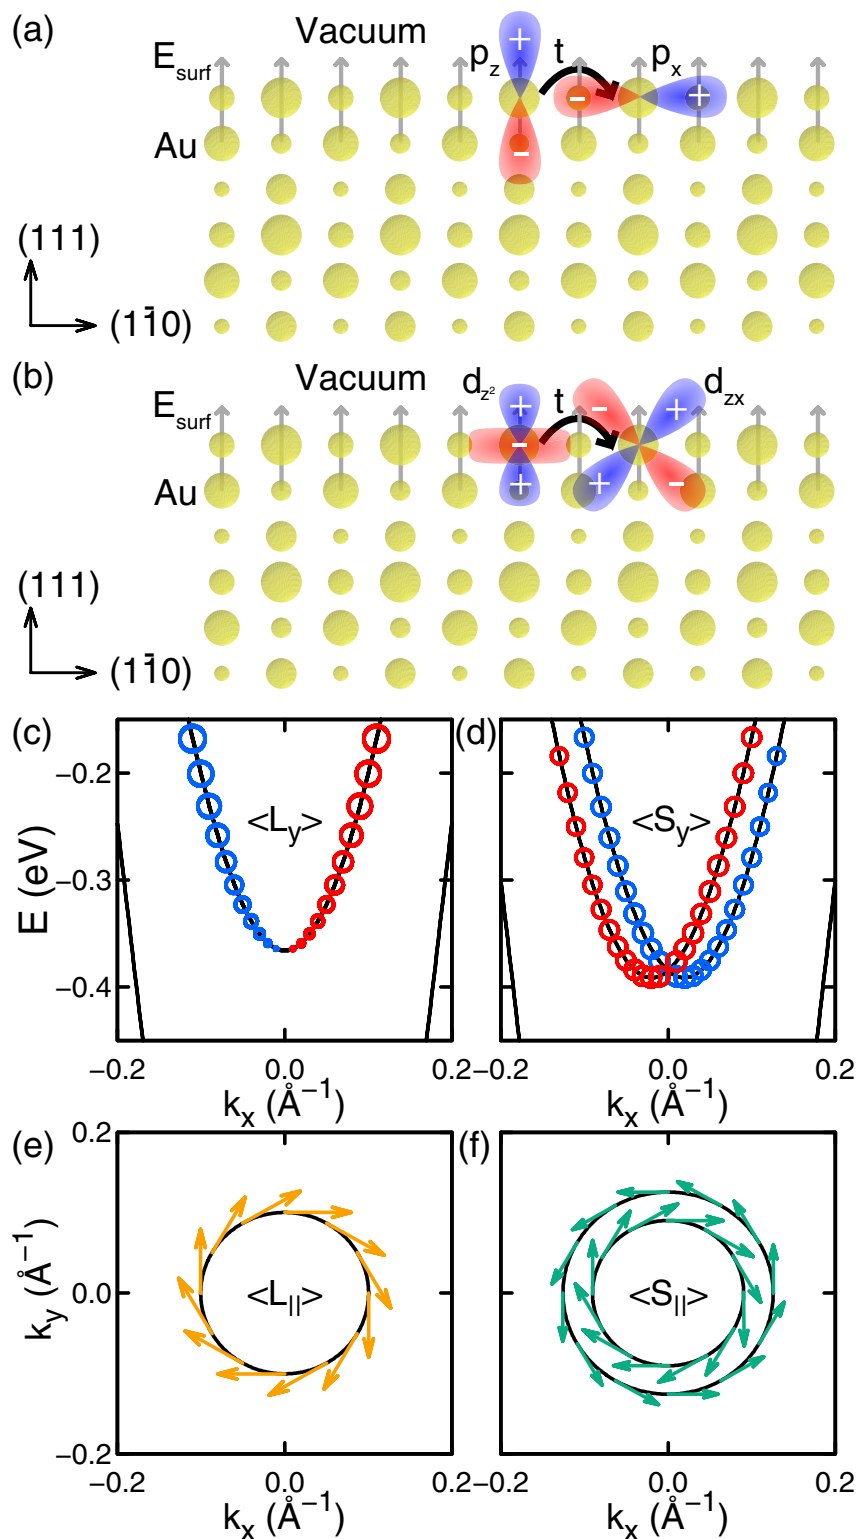 (a) Vacuum
E_surf p_z t p_x
+ - - +
Au
(111)
(11̅0)
(b) Vacuum
E_surf d_z² t d_zx
+ - + - + + -
Au
(111)
(11̅0)
(c) (d)
<L_y> <S_y>
E (eV)
−0.2
−0.3
−0.4
−0.2 0.0 0.2 −0.2 0.0 0.2
k_x (Å⁻¹) k_x (Å⁻¹)
(e) (f)
0.2
<L_||> <S_||>
k_y (Å⁻¹)
0.0
−0.2
−0.2 0.0 0.2 −0.2 0.0 0.2
k_x (Å⁻¹) k_x (Å⁻¹)